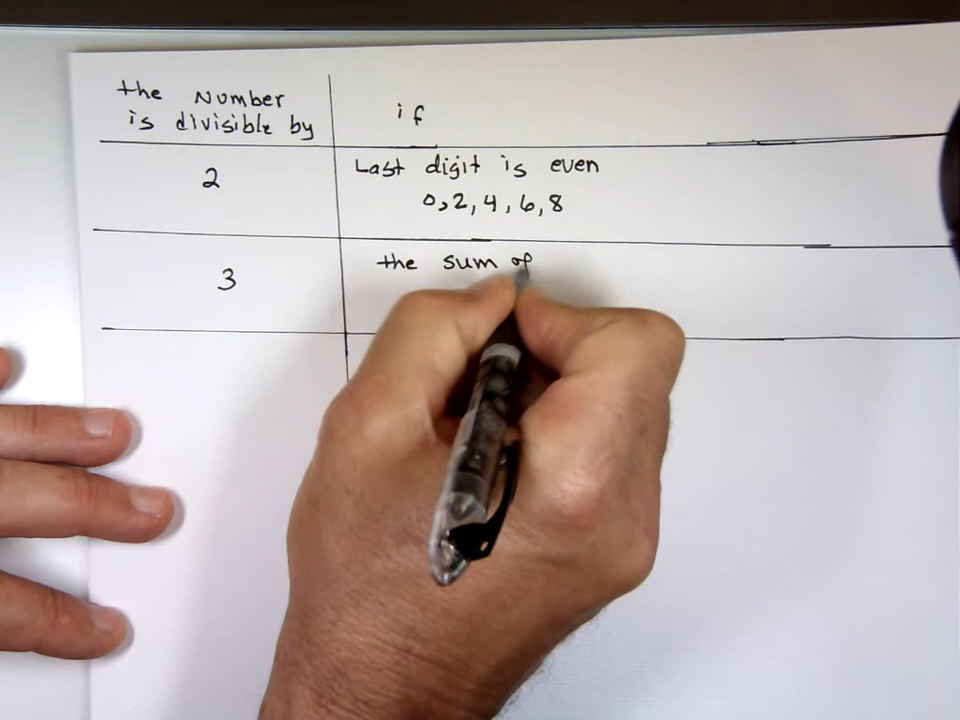 the Number
is divisible by
if
2
Last digit is even
0,2,4,6,8
3
the sum of